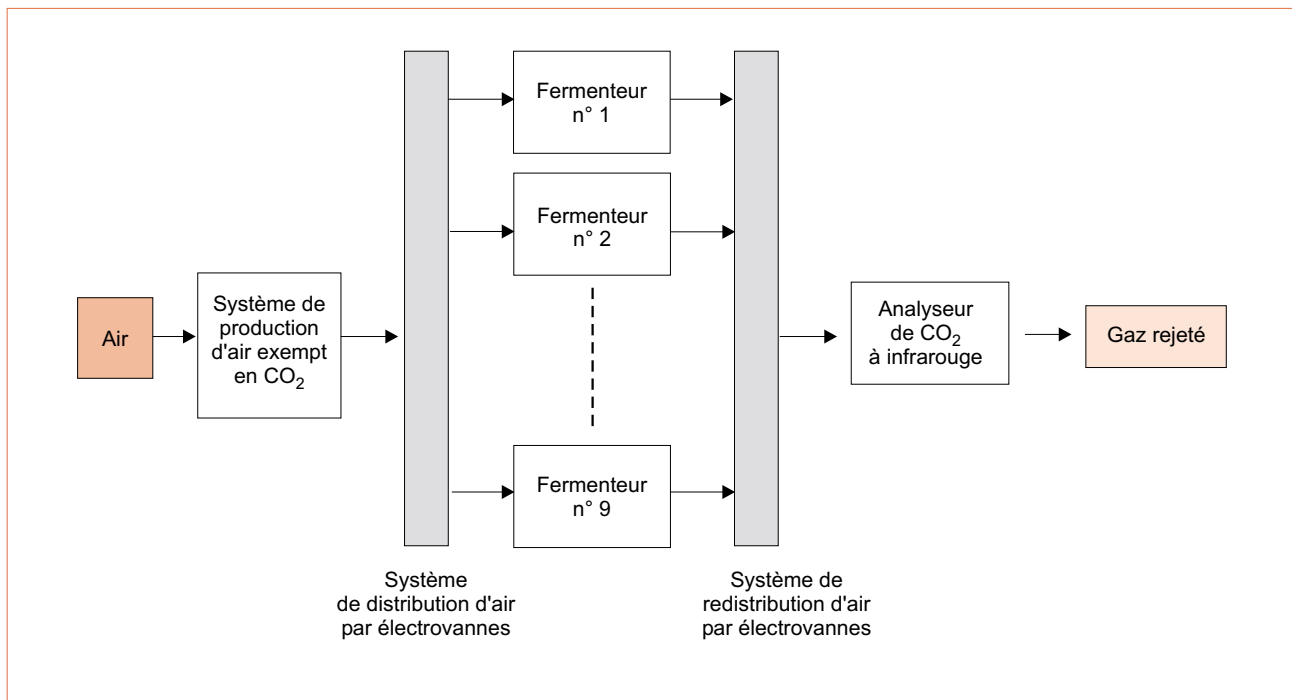 Fermenteur
n° 1
Fermenteur
n° 2
Air
Système de
production
d'air exempt
en CO₂
Analyseur
de CO₂
à infrarouge
Gaz rejeté
Fermenteur
n° 9
Système
de distribution d'air
par électrovannes
Système de
redistribution d'air
par électrovannes